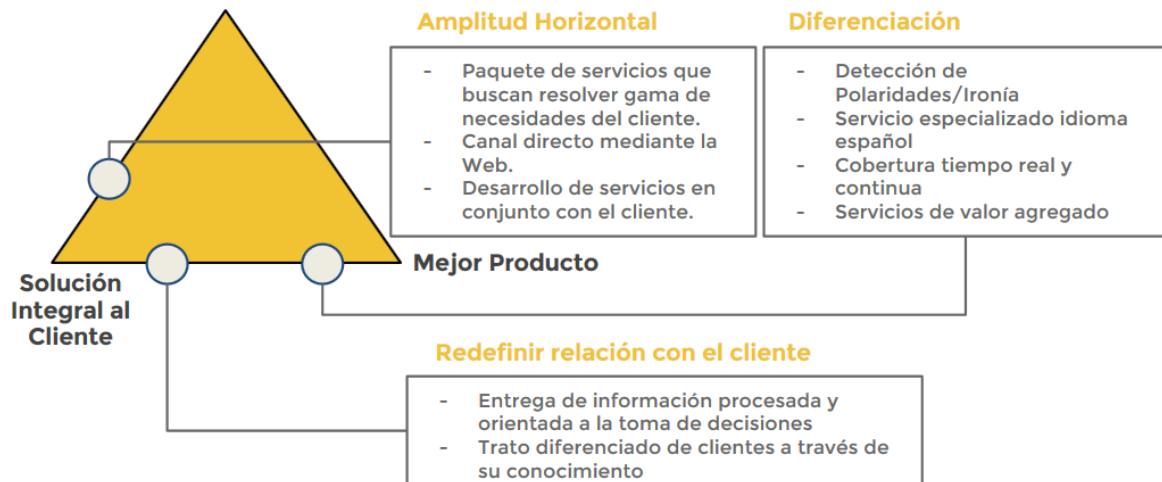 Amplitud Horizontal
- Paquete de servicios que
buscan resolver gama de
necesidades del cliente.
- Canal directo mediante la
Web.
- Desarrollo de servicios en
conjunto con el cliente.
Diferenciación
- Detección de
Polaridades/Ironía
- Servicio especializado idioma
español
- Cobertura tiempo real y
continua
- Servicios de valor agregado
Solución
Integral al
Cliente
Mejor Producto
Redefinir relación con el cliente
- Entrega de información procesada y
orientada a la toma de decisiones
- Trato diferenciado de clientes a través de
su conocimiento